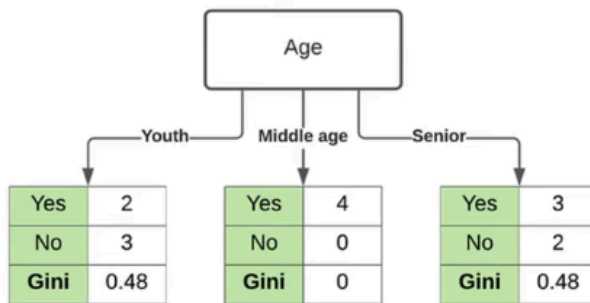 Age
Youth Middle age Senior
Yes 2 Yes 4 Yes 3
No 3 No 0 No 2
Gini 0.48 Gini 0 Gini 0.48